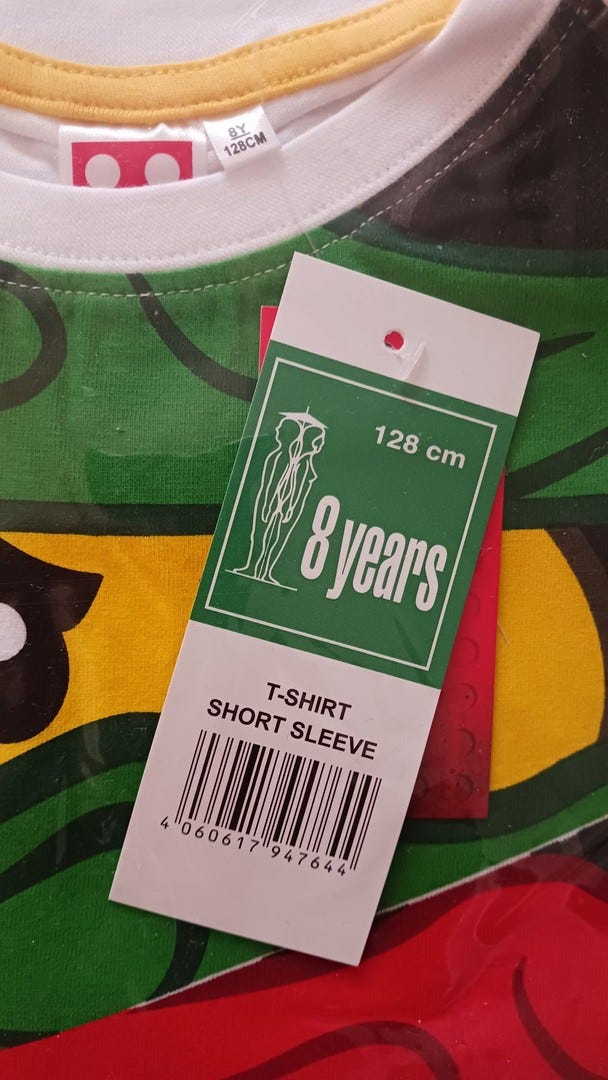 8Y
128CM
128 cm
8 years
T-SHIRT
SHORT SLEEVE
4 060617 947644